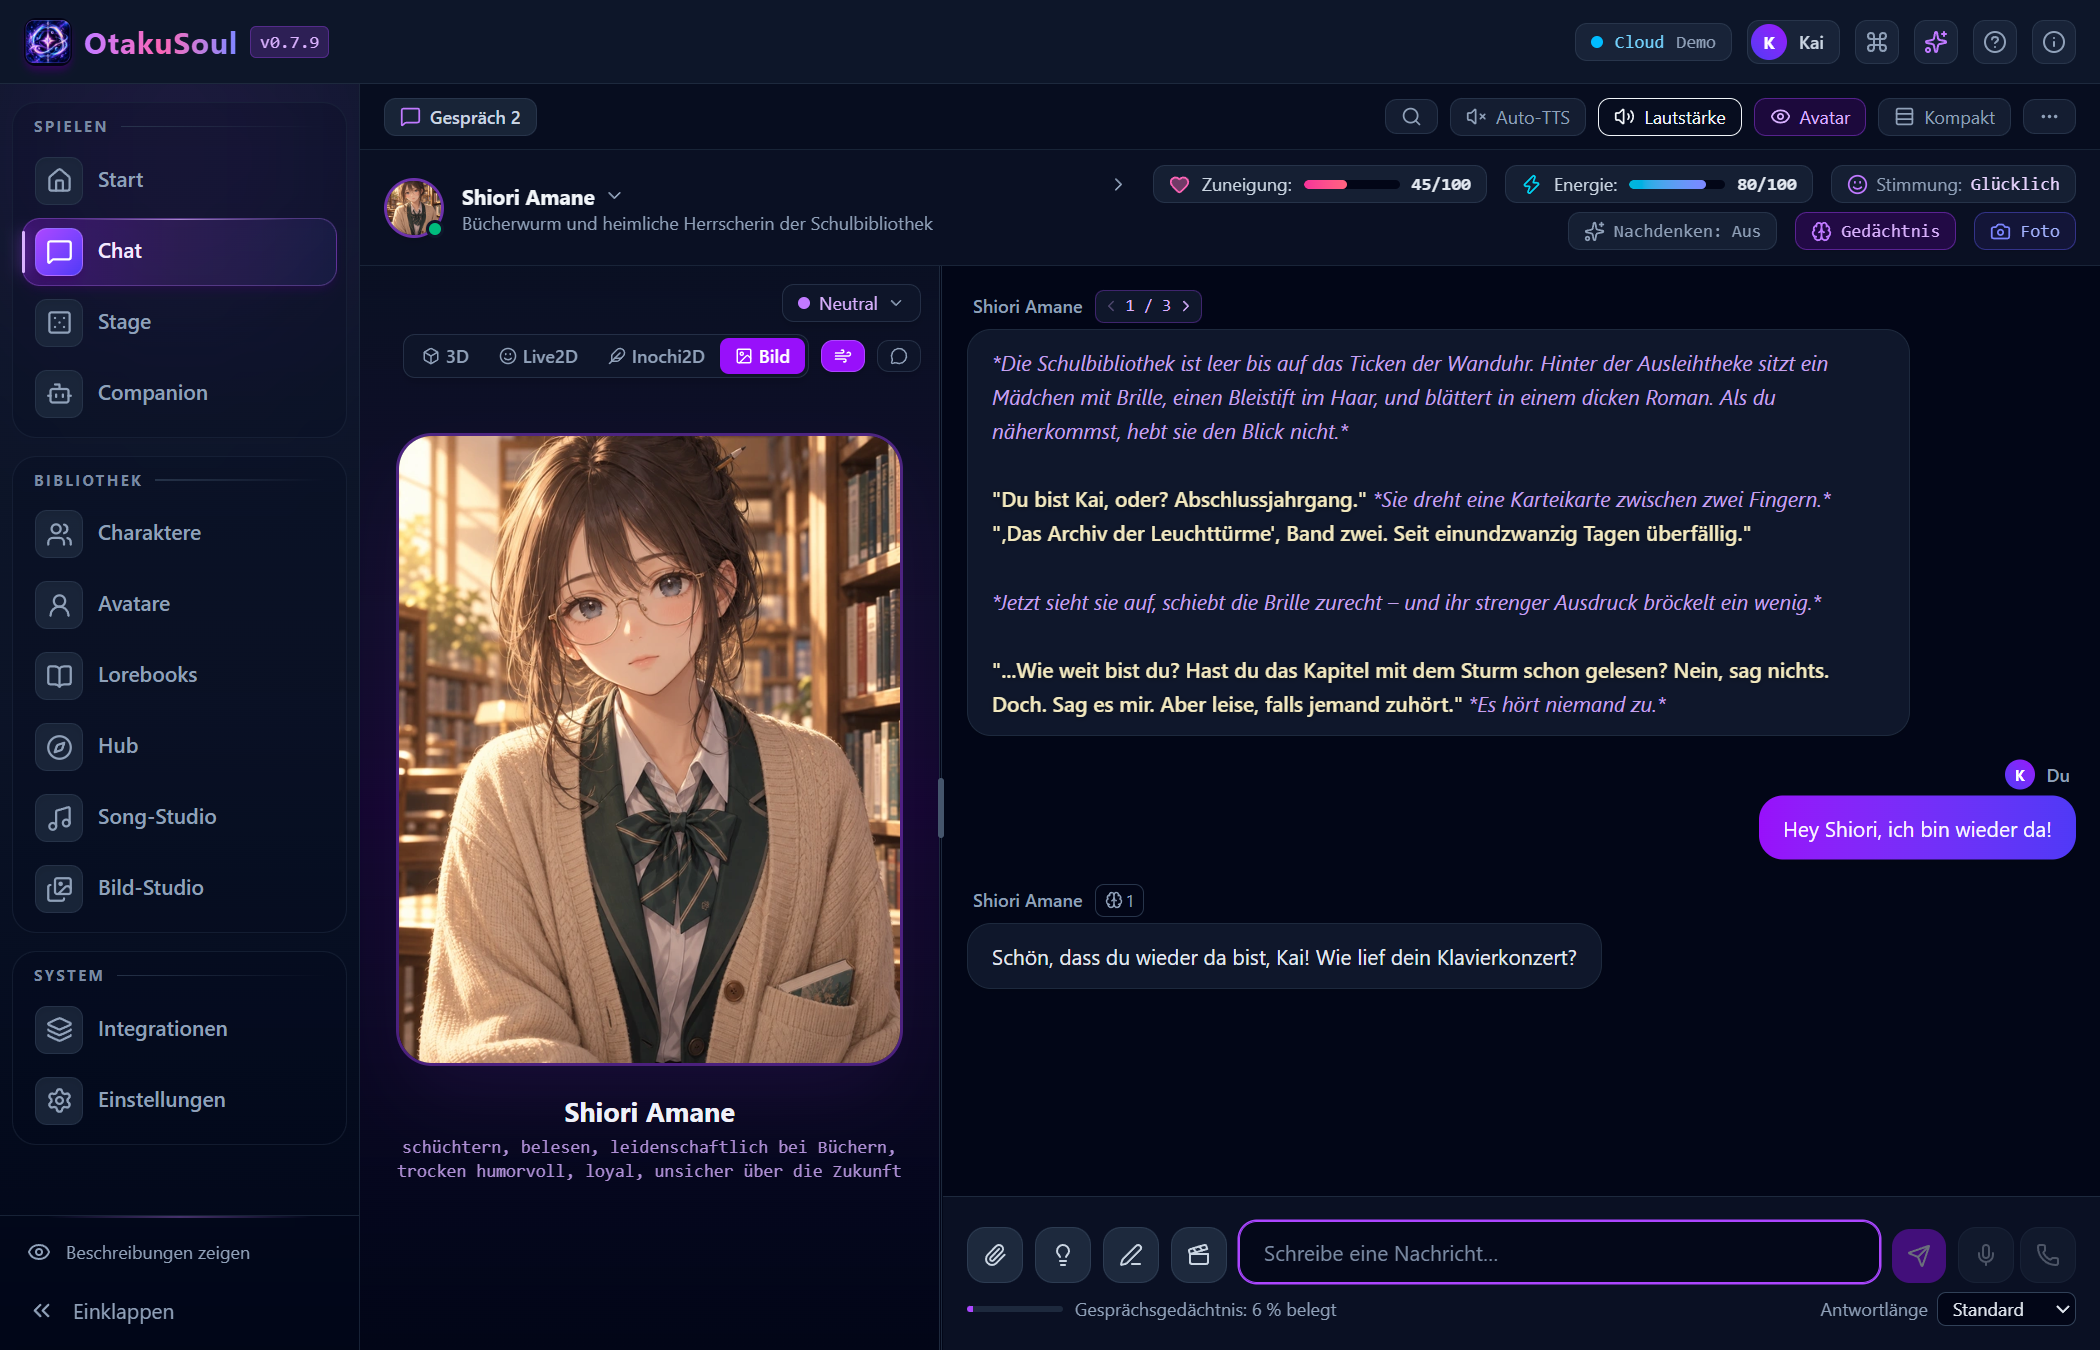 OtakuSoul v0.7.9
Cloud Demo
K Kai
SPIELEN
Start
Chat
Stage
Companion
BIBLIOTHEK
Charaktere
Avatare
Lorebooks
Hub
Song-Studio
Bild-Studio
SYSTEM
Integrationen
Einstellungen
Beschreibungen zeigen
Einklappen
Gespräch 2
Auto-TTS
Lautstärke
Avatar
Kompakt
Shiori Amane
Bücherwurm und heimliche Herrscherin der Schulbibliothek
Zuneigung: 45/100
Energie: 80/100
Stimmung: Glücklich
Nachdenken: Aus
Gedächtnis
Foto
Neutral
3D
Live2D
Inochi2D
Bild
Shiori Amane
schüchtern, belesen, leidenschaftlich bei Büchern,
trocken humorvoll, loyal, unsicher über die Zukunft
Shiori Amane 1 / 3
*Die Schulbibliothek ist leer bis auf das Ticken der Wanduhr. Hinter der Ausleihtheke sitzt ein
Mädchen mit Brille, einen Bleistift im Haar, und blättert in einem dicken Roman. Als du
näherkommst, hebt sie den Blick nicht.*
"Du bist Kai, oder? Abschlussjahrgang." *Sie dreht eine Karteikarte zwischen zwei Fingern.*
"‚Das Archiv der Leuchttürme', Band zwei. Seit einundzwanzig Tagen überfällig."
*Jetzt sieht sie auf, schiebt die Brille zurecht – und ihr strenger Ausdruck bröckelt ein wenig.*
"...Wie weit bist du? Hast du das Kapitel mit dem Sturm schon gelesen? Nein, sag nichts.
Doch. Sag es mir. Aber leise, falls jemand zuhört." *Es hört niemand zu.*
K Du
Hey Shiori, ich bin wieder da!
Shiori Amane 1
Schön, dass du wieder da bist, Kai! Wie lief dein Klavierkonzert?
Schreibe eine Nachricht...
Gesprächsgedächtnis: 6 % belegt
Antwortlänge Standard